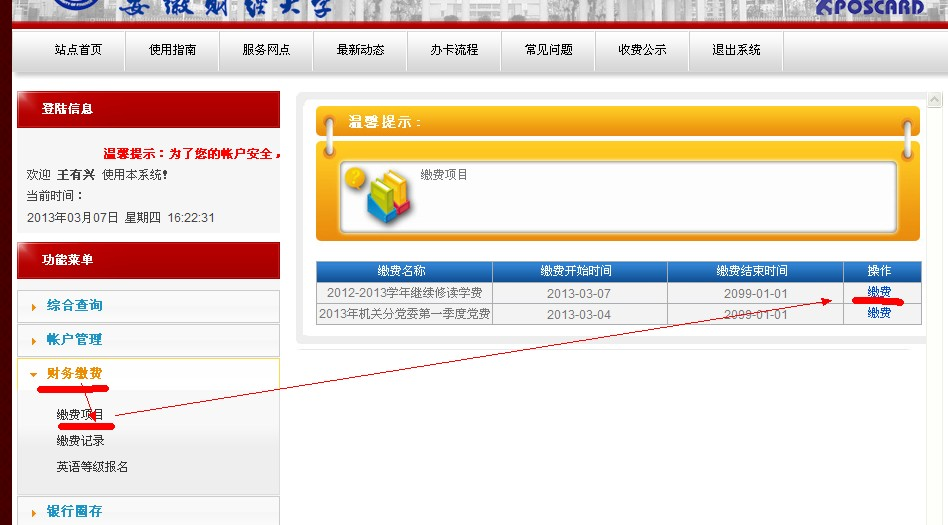 安徽财经大学
XPOSCARD
站点首页 使用指南 服务网点 最新动态 办卡流程 常见问题 收费公示 退出系统
登陆信息
温馨提示：为了您的帐户安全，
欢迎 王有兴 使用本系统!
当前时间：
2013年03月07日 星期四 16:22:31
功能菜单
综合查询
帐户管理
财务缴费
缴费项目
缴费记录
英语等级报名
银行圈存
温馨提示：
缴费项目
缴费名称 缴费开始时间 缴费结束时间 操作
2012-2013学年继续修读学费 2013-03-07 2099-01-01 缴费
2013年机关分党委第一季度党费 2013-03-04 2099-01-01 缴费